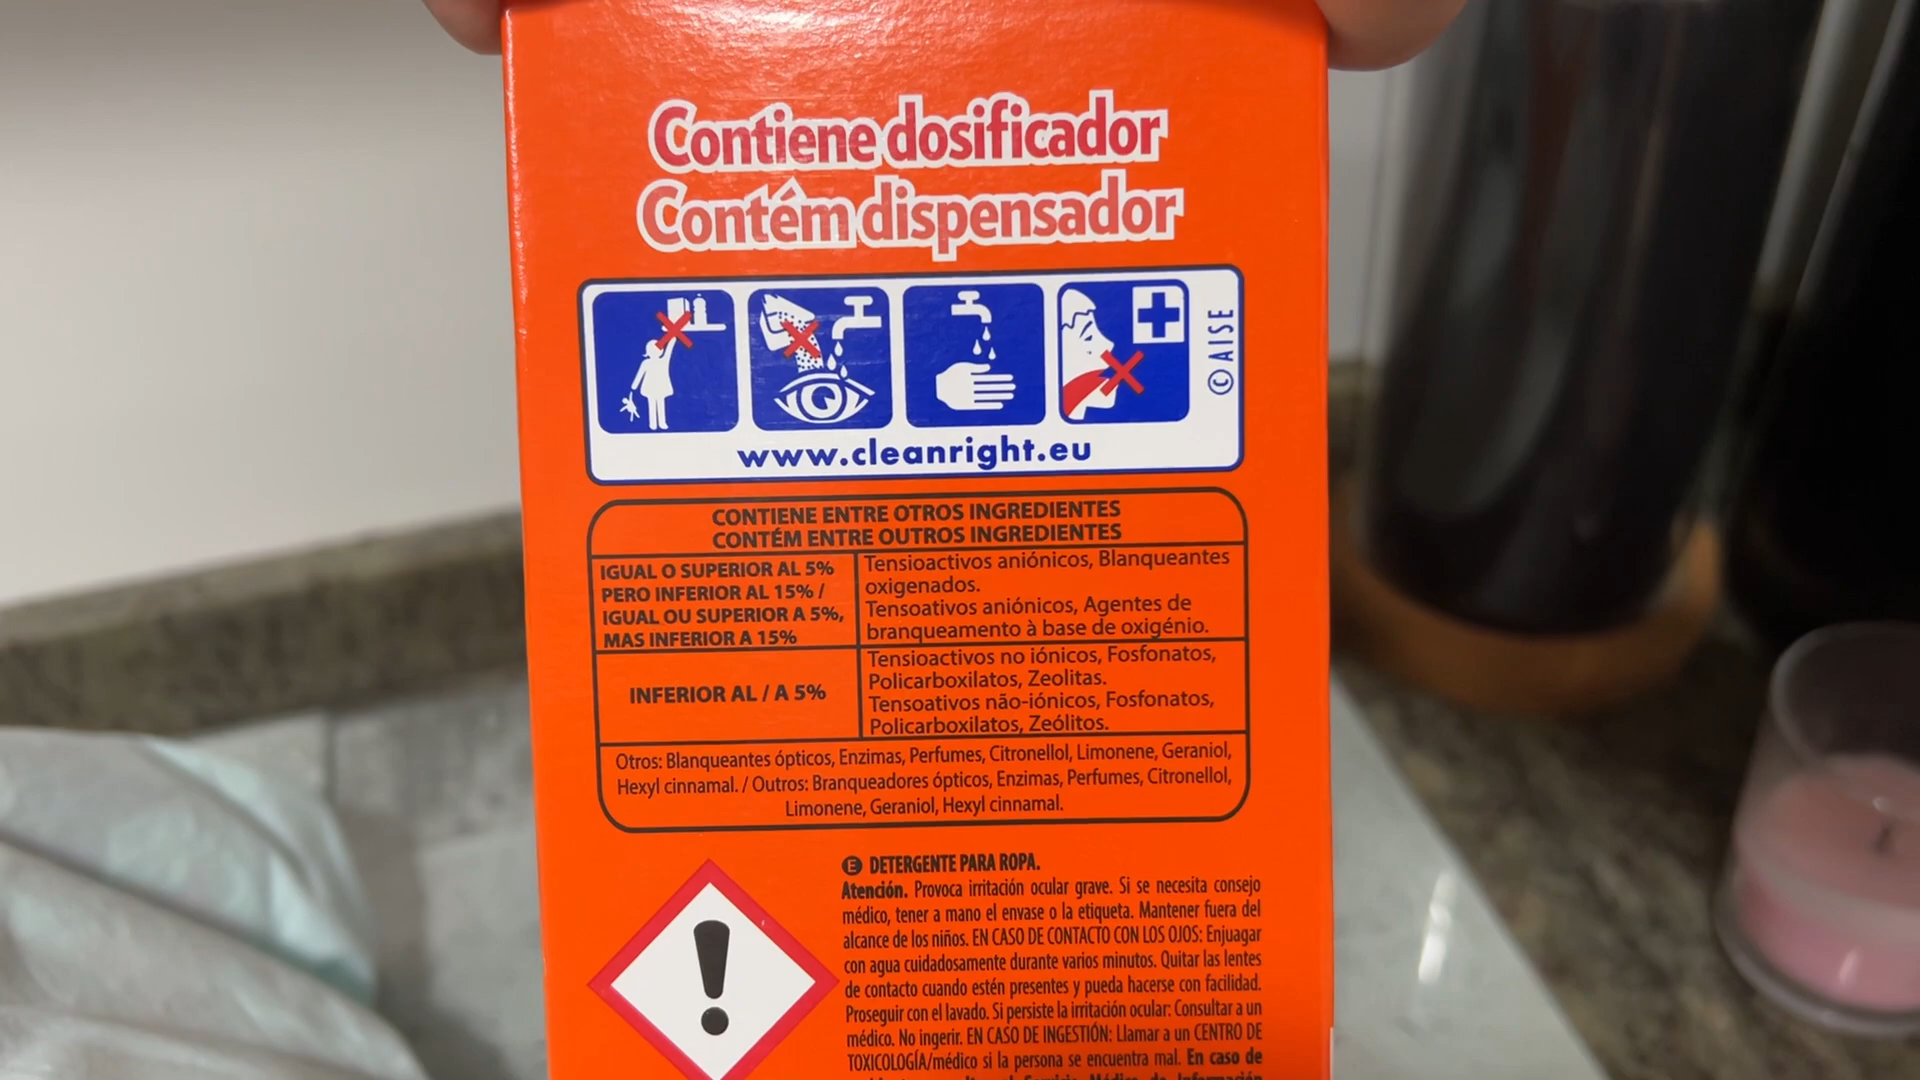 Contiene dosificador
Contém dispensador
© AISE
www.cleanright.eu
CONTIENE ENTRE OTROS INGREDIENTES
CONTÉM ENTRE OUTROS INGREDIENTES
IGUAL O SUPERIOR AL 5%
PERO INFERIOR AL 15% /
IGUAL OU SUPERIOR A 5%,
MAS INFERIOR A 15%
Tensioactivos aniónicos, Blanqueantes
oxigenados.
Tensoativos aniónicos, Agentes de
branqueamento à base de oxigénio.
INFERIOR AL / A 5%
Tensioactivos no iónicos, Fosfonatos,
Policarboxilatos, Zeolitas.
Tensoativos não-iónicos, Fosfonatos,
Policarboxilatos, Zeólitos.
Otros: Blanqueantes ópticos, Enzimas, Perfumes, Citronellol, Limonene, Geraniol,
Hexyl cinnamal. / Outros: Branqueadores ópticos, Enzimas, Perfumes, Citronellol,
Limonene, Geraniol, Hexyl cinnamal.
E DETERGENTE PARA ROPA.
Atención. Provoca irritación ocular grave. Si se necesita consejo
médico, tener a mano el envase o la etiqueta. Mantener fuera del
alcance de los niños. EN CASO DE CONTACTO CON LOS OJOS: Enjuagar
con agua cuidadosamente durante varios minutos. Quitar las lentes
de contacto cuando estén presentes y pueda hacerse con facilidad.
Proseguir con el lavado. Si persiste la irritación ocular: Consultar a un
médico. No ingerir. EN CASO DE INGESTIÓN: Llamar a un CENTRO DE
TOXICOLOGÍA/médico si la persona se encuentra mal. En caso de
Servicio Médico de Información